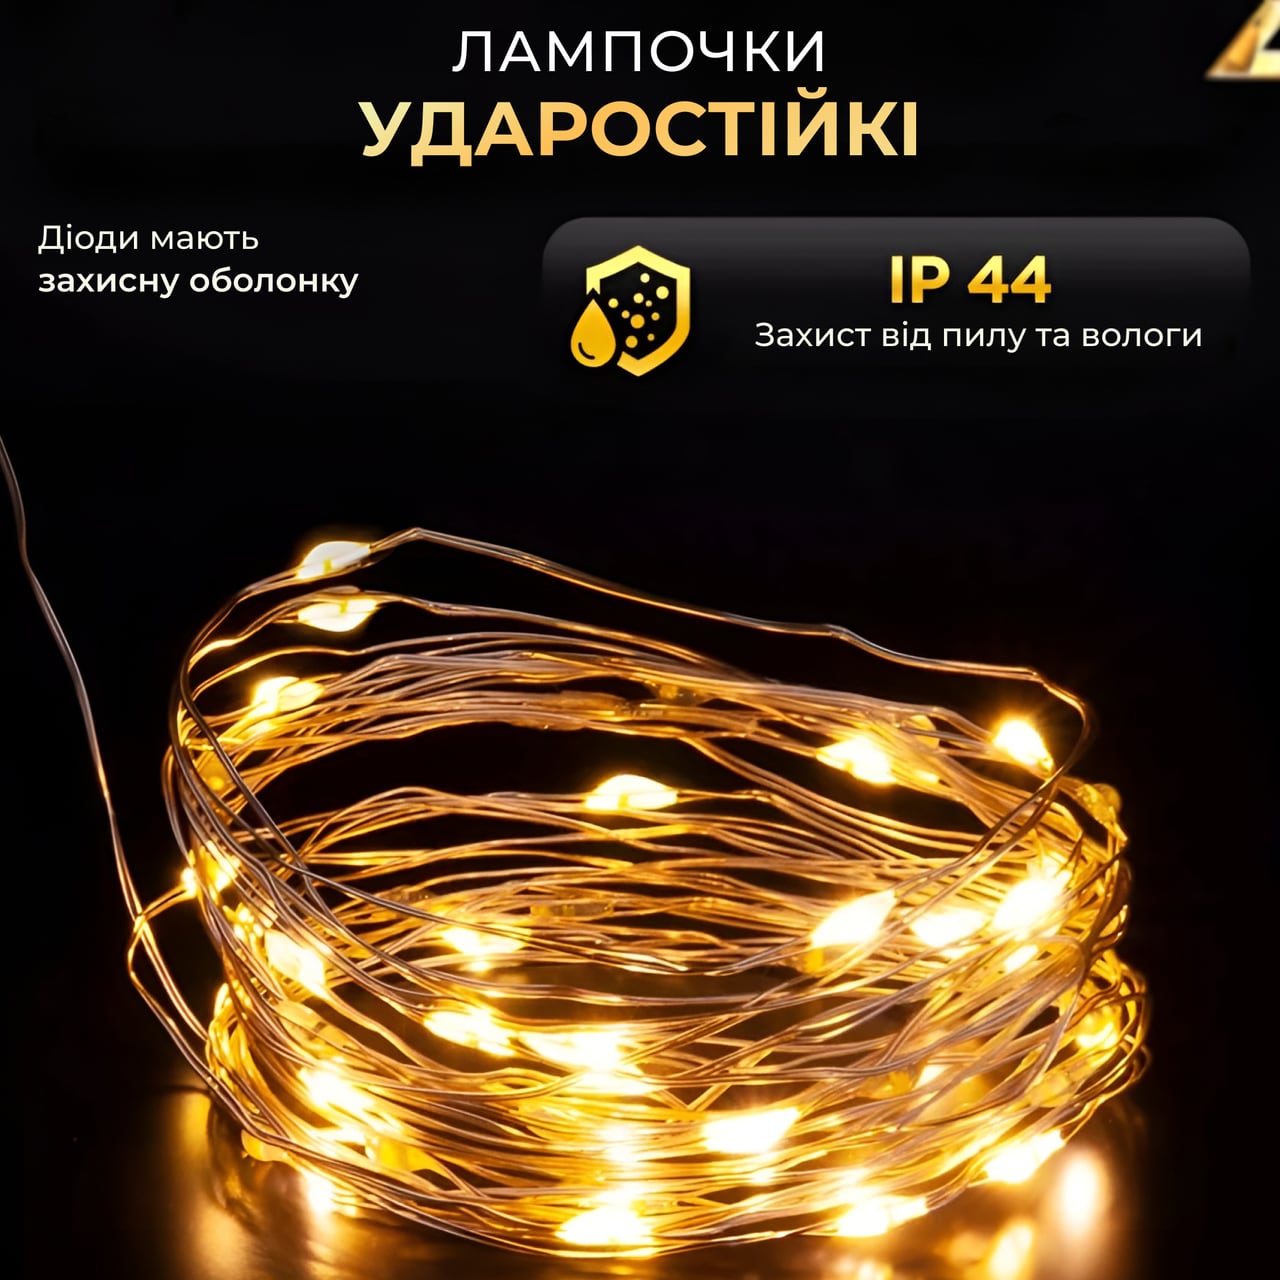 ЛАМПОЧКИ
УДАРОСТІЙКІ
Діоди мають
захисну оболонку
IP 44
Захист від пилу та вологи